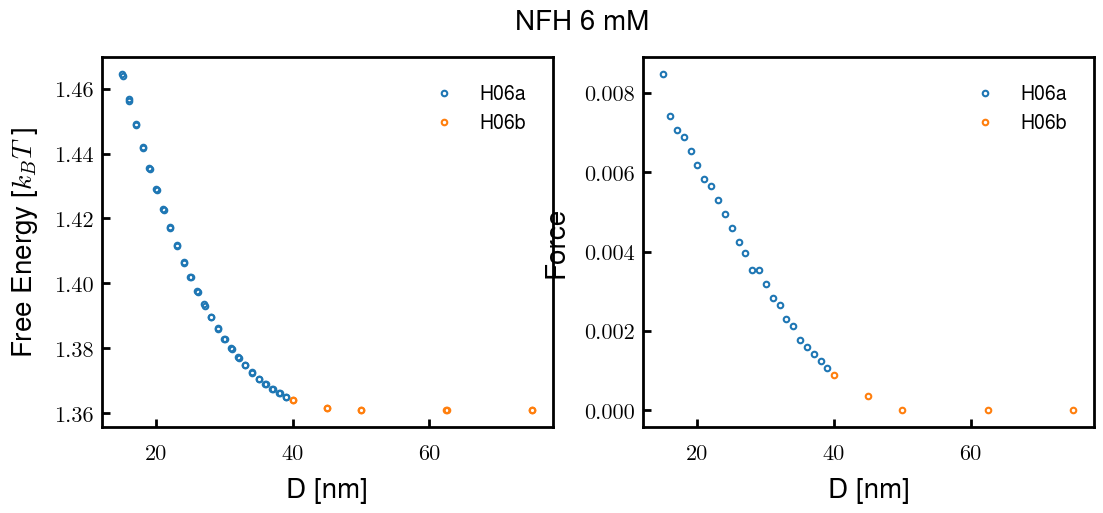 NFH 6 mM
Free Energy [k_BT]
1.46
1.44
1.42
1.40
1.38
1.36
20
40
60
D [nm]
H06a
H06b
Force
0.008
0.006
0.004
0.002
0.000
20
40
60
D [nm]
H06a
H06b